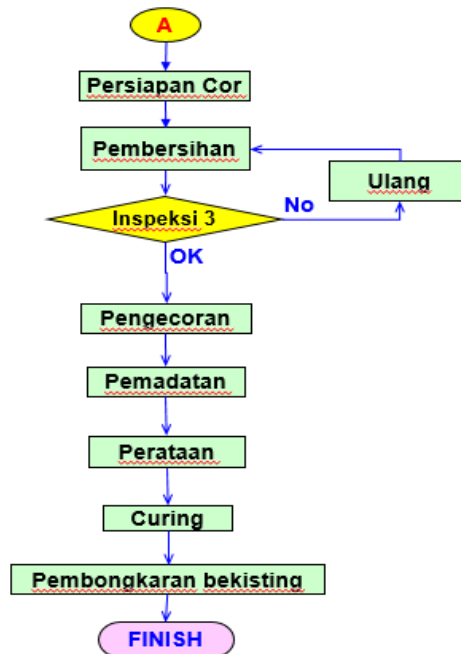 A
Persiapan Cor
Pembersihan
Ulang
Inspeksi 3
No
OK
Pengecoran
Pemadatan
Perataan
Curing
Pembongkaran bekisting
FINISH